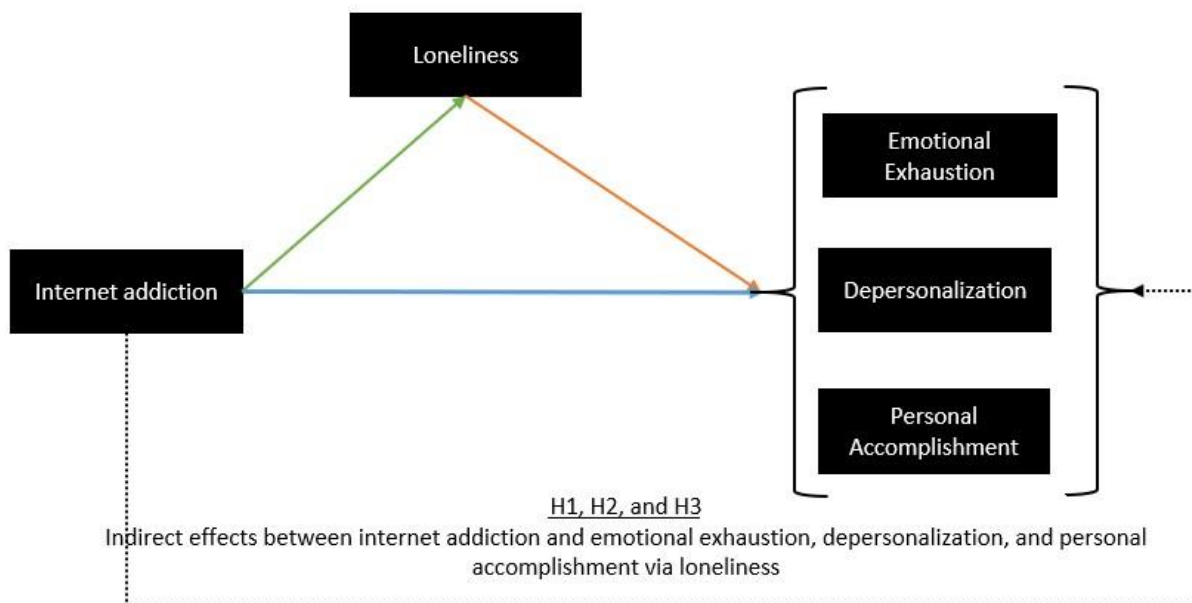 Loneliness
Emotional
Exhaustion
Internet addiction
Depersonalization
Personal
Accomplishment
H1, H2, and H3
Indirect effects between internet addiction and emotional exhaustion, depersonalization, and personal
accomplishment via loneliness